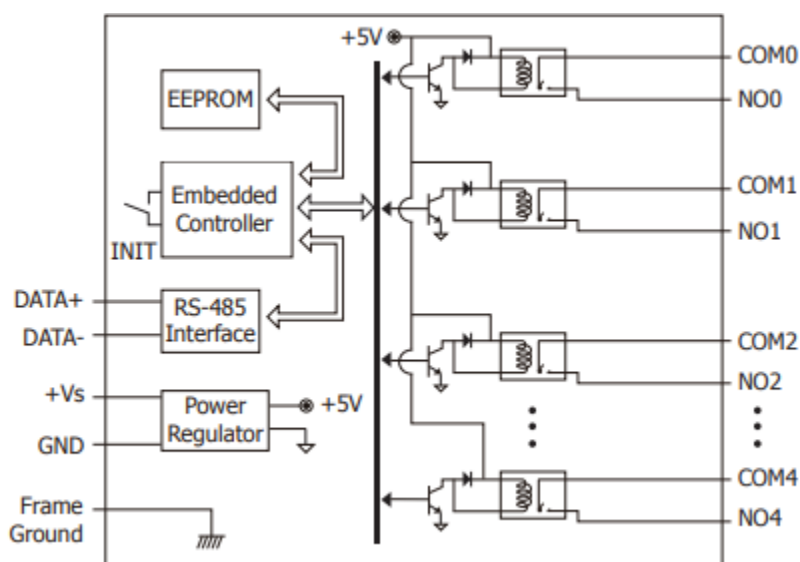 +5V
COM0
NO0
EEPROM
Embedded
Controller
INIT
COM1
NO1
DATA+
DATA-
RS-485
Interface
COM2
NO2
+Vs
GND
Power
Regulator
+5V
COM4
NO4
Frame
Ground